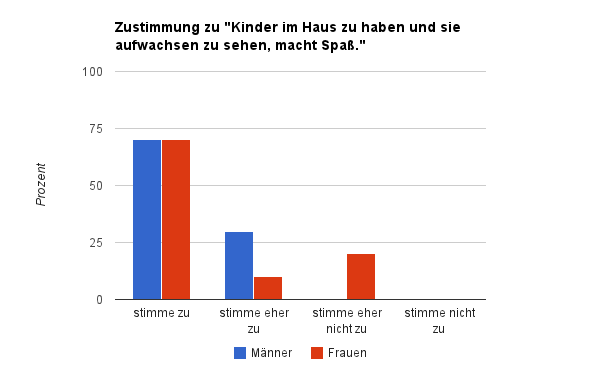 Zustimmung zu "Kinder im Haus zu haben und sie
aufwachsen zu sehen, macht Spaß."
100
75
50
25
0
Prozent
stimme zu
stimme eher
zu
stimme eher
nicht zu
stimme nicht
zu
Männer
Frauen